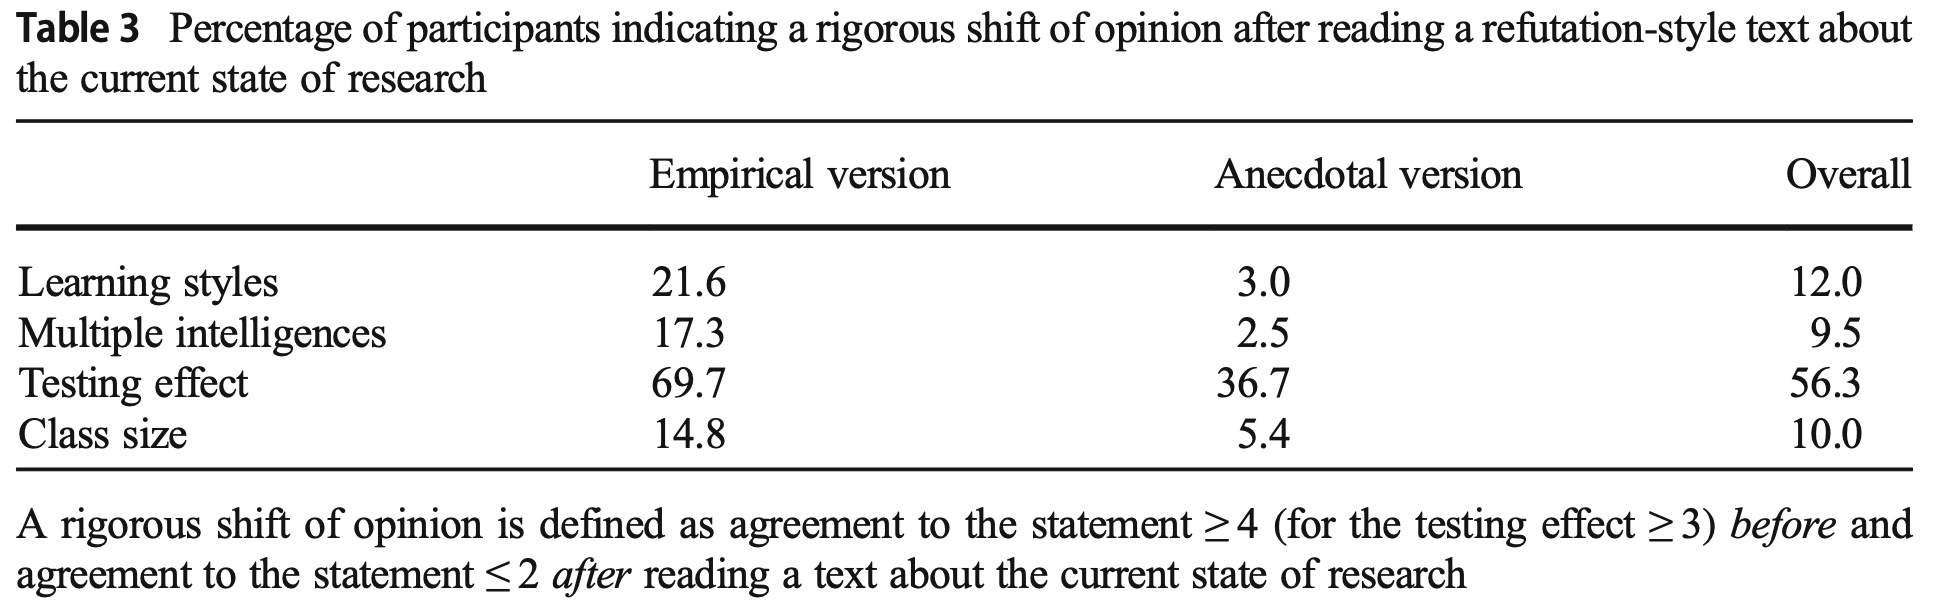 Table 3 Percentage of participants indicating a rigorous shift of opinion after reading a refutation-style text about
the current state of research
Empirical version Anecdotal version Overall
Learning styles 21.6 3.0 12.0
Multiple intelligences 17.3 2.5 9.5
Testing effect 69.7 36.7 56.3
Class size 14.8 5.4 10.0
A rigorous shift of opinion is defined as agreement to the statement ≥ 4 (for the testing effect ≥ 3) before and
agreement to the statement ≤ 2 after reading a text about the current state of research